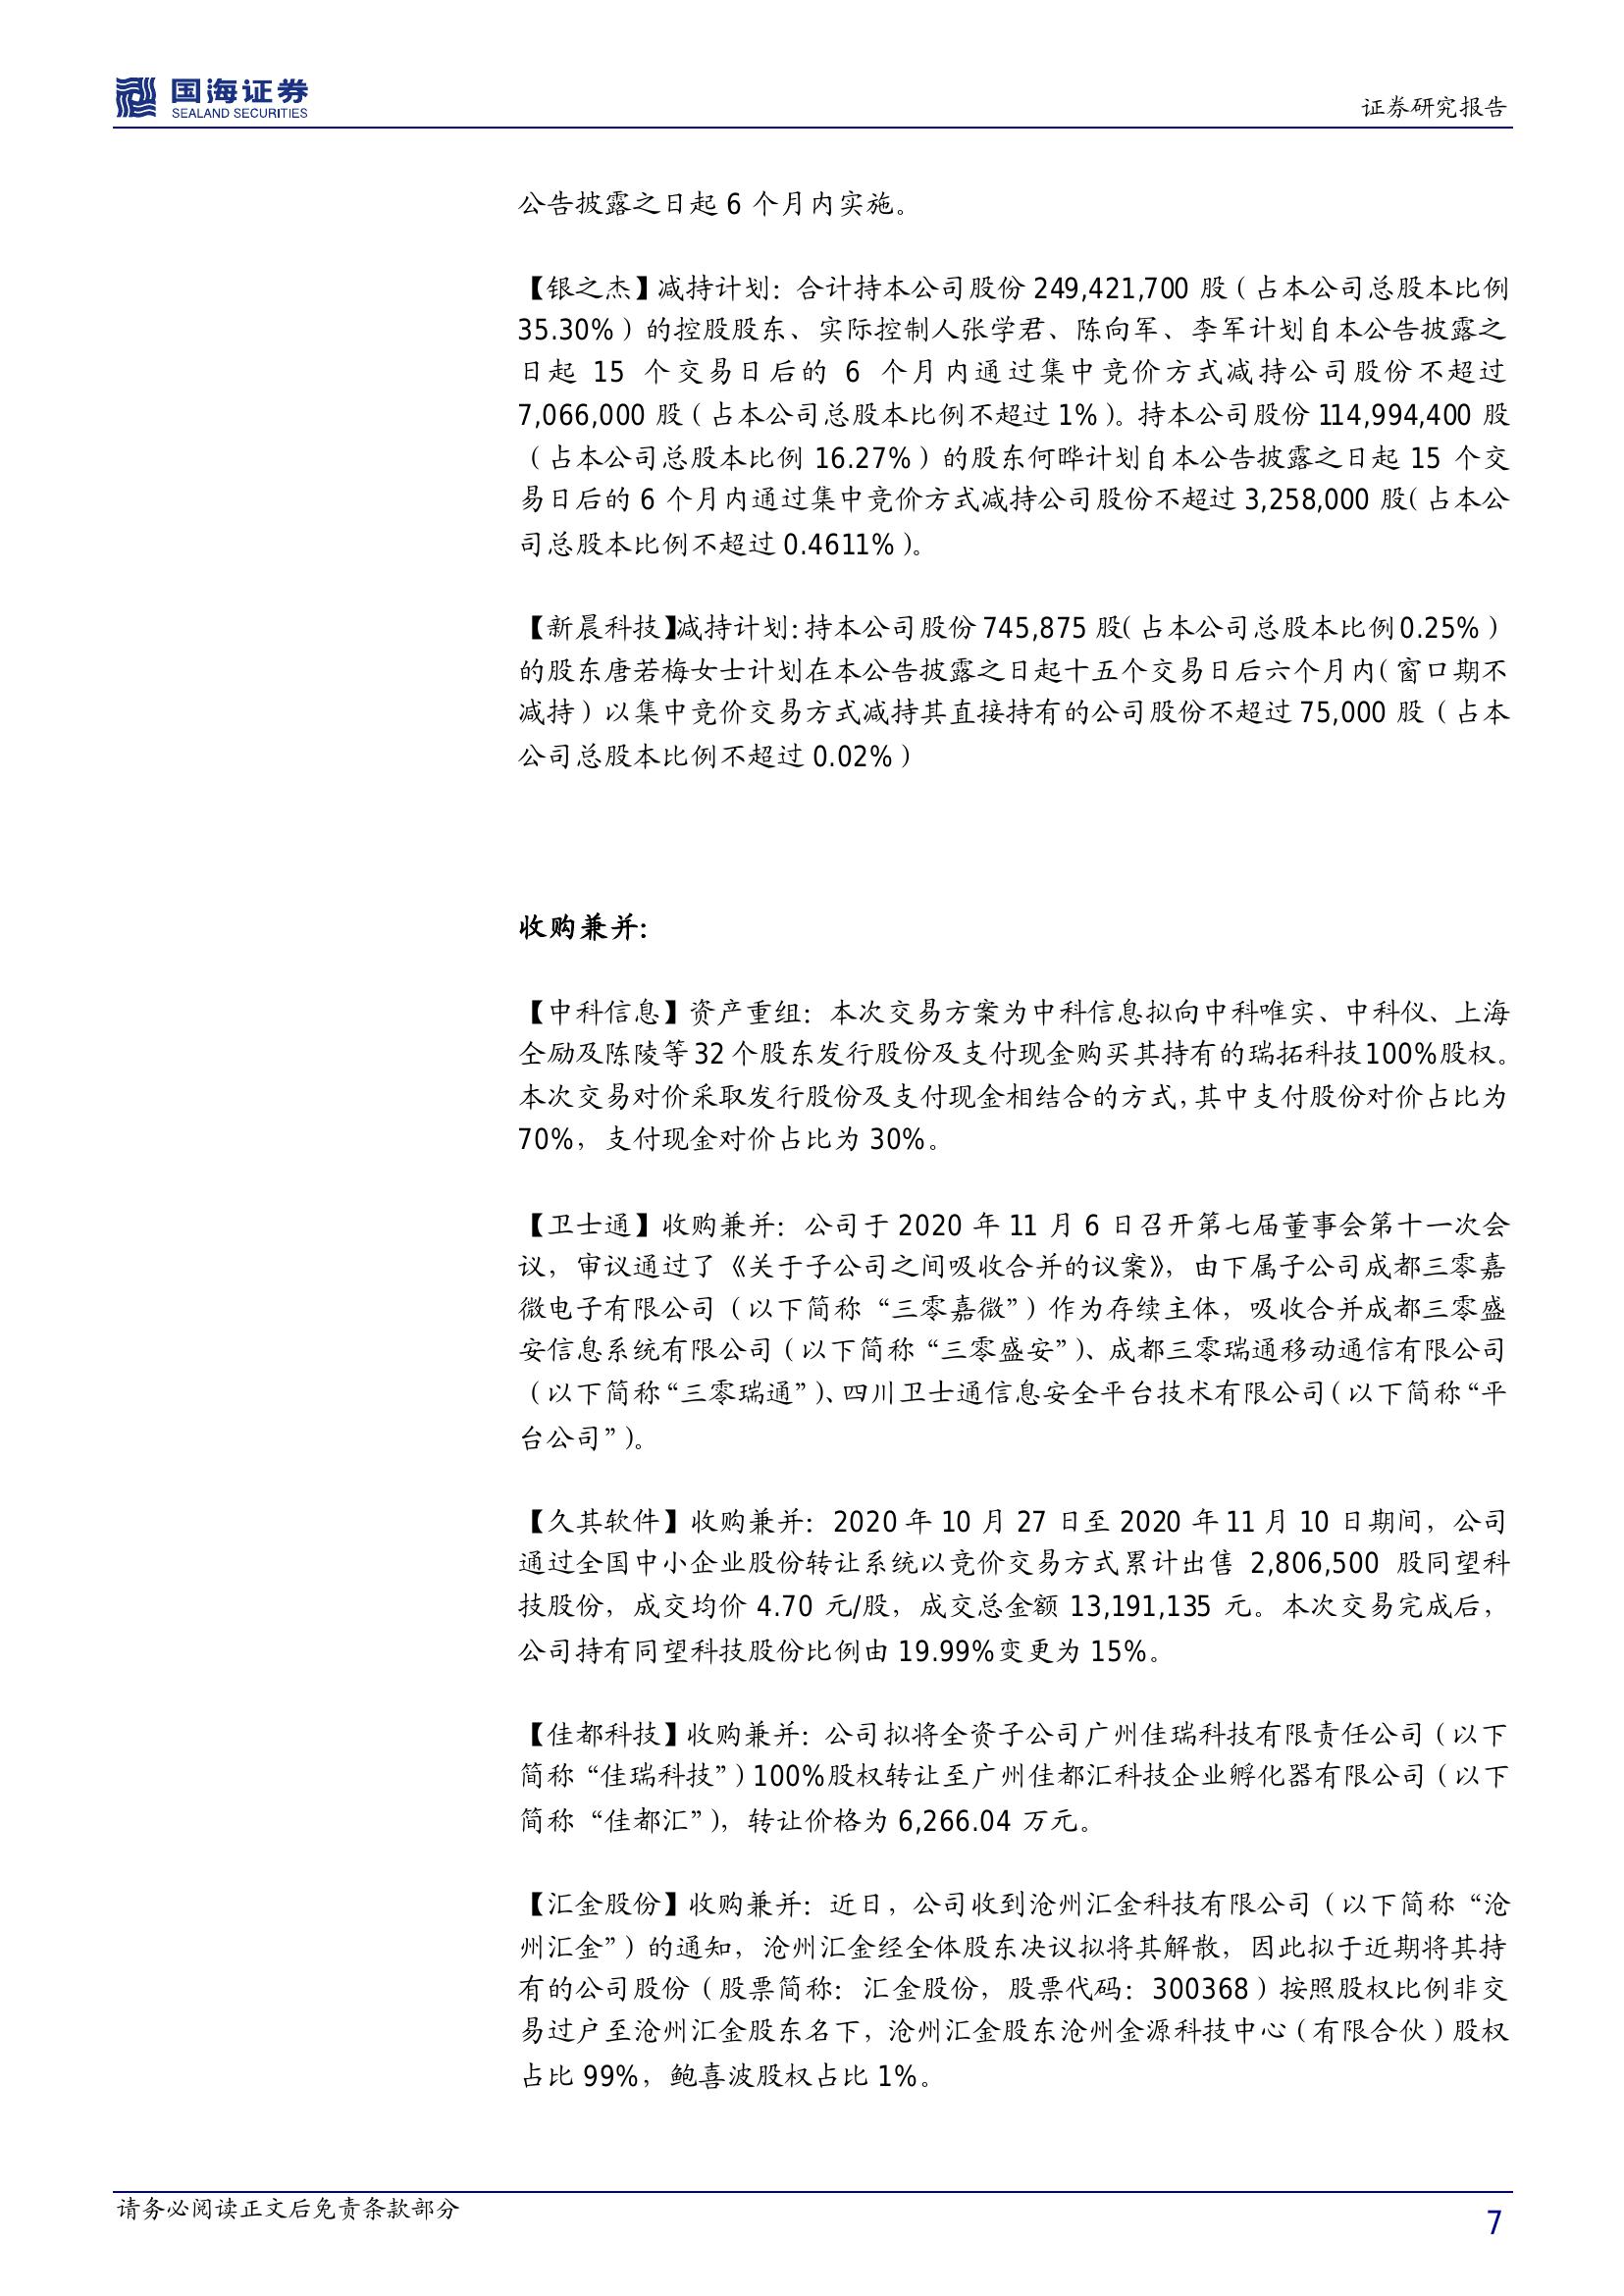 国海证券
SEALAND SECURITIES
证券研究报告
公告披露之日起 6 个月内实施。
【银之杰】减持计划：合计持本公司股份 249,421,700 股（占本公司总股本比例
35.30%）的控股股东、实际控制人张学君、陈向军、李军计划自本公告披露之
日起 15 个交易日后的 6 个月内通过集中竞价方式减持公司股份不超过
7,066,000 股（占本公司总股本比例不超过 1%）。持本公司股份 114,994,400 股
（占本公司总股本比例 16.27%）的股东何晔计划自本公告披露之日起 15 个交
易日后的 6 个月内通过集中竞价方式减持公司股份不超过 3,258,000 股（占本公
司总股本比例不超过 0.4611%）。
【新晨科技】减持计划：持本公司股份 745,875 股（占本公司总股本比例 0.25%）
的股东唐若梅女士计划在本公告披露之日起十五个交易日后六个月内（窗口期不
减持）以集中竞价交易方式减持其直接持有的公司股份不超过 75,000 股（占本
公司总股本比例不超过 0.02%）
收购兼并：
【中科信息】资产重组：本次交易方案为中科信息拟向中科唯实、中科仪、上海
仝励及陈陵等 32 个股东发行股份及支付现金购买其持有的瑞拓科技 100%股权。
本次交易对价采取发行股份及支付现金相结合的方式，其中支付股份对价占比为
70%，支付现金对价占比为 30%。
【卫士通】收购兼并：公司于 2020 年 11 月 6 日召开第七届董事会第十一次会
议，审议通过了《关于子公司之间吸收合并的议案》，由下属子公司成都三零嘉
微电子有限公司（以下简称“三零嘉微”）作为存续主体，吸收合并成都三零盛
安信息系统有限公司（以下简称“三零盛安”）、成都三零瑞通移动通信有限公司
（以下简称“三零瑞通”）、四川卫士通信息安全平台技术有限公司（以下简称“平
台公司”）。
【久其软件】收购兼并：2020 年 10 月 27 日至 2020 年 11 月 10 日期间，公司
通过全国中小企业股份转让系统以竞价交易方式累计出售 2,806,500 股同望科
技股份，成交均价 4.70 元/股，成交总金额 13,191,135 元。本次交易完成后，
公司持有同望科技股份比例由 19.99%变更为 15%。
【佳都科技】收购兼并：公司拟将全资子公司广州佳瑞科技有限责任公司（以下
简称“佳瑞科技”）100%股权转让至广州佳都汇科技企业孵化器有限公司（以下
简称“佳都汇”），转让价格为 6,266.04 万元。
【汇金股份】收购兼并：近日，公司收到沧州汇金科技有限公司（以下简称“沧
州汇金”）的通知，沧州汇金经全体股东决议拟将其解散，因此拟于近期将其持
有的公司股份（股票简称：汇金股份，股票代码：300368）按照股权比例非交
易过户至沧州汇金股东名下，沧州汇金股东沧州金源科技中心（有限合伙）股权
占比 99%，鲍喜波股权占比 1%。
请务必阅读正文后免责条款部分
7